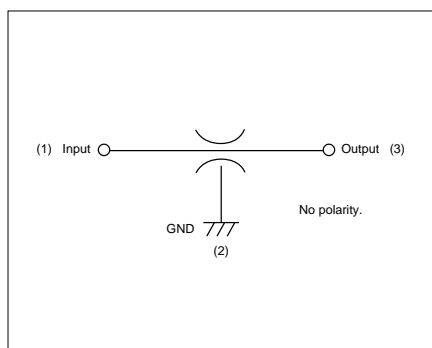 (1) Input Output (3)
No polarity.
GND
(2)